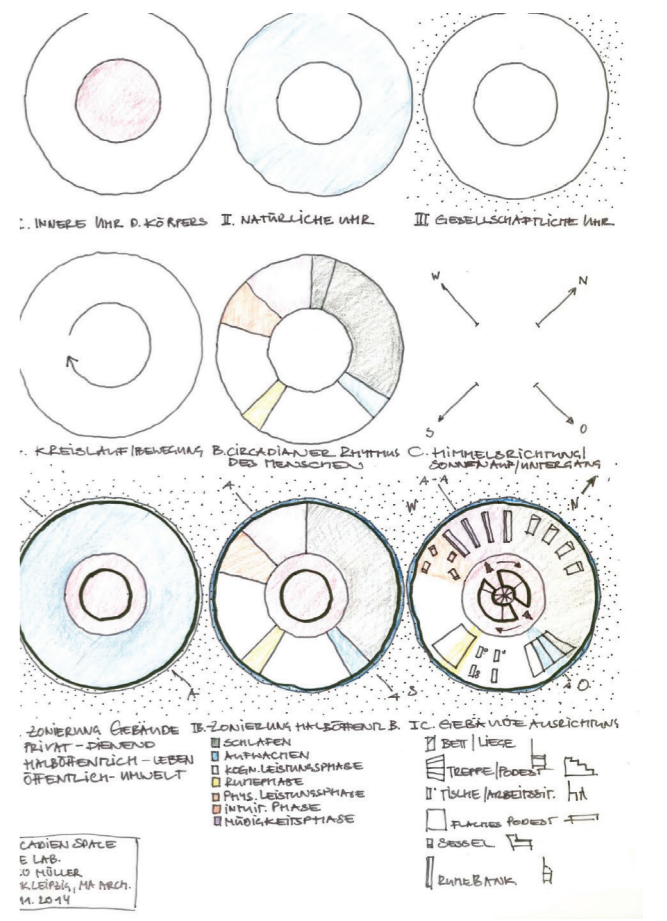 . INNERE UHR D. KÖRPERS
II. NATÜRLICHE UHR
III GESELLSCHAFTLICHE UHR
W
N
S
O
. KREISLAUF/BEWEGUNG
B. CIRCADIANER RHYTHMUS
DES MENSCHEN
C. HIMMELSRICHTUNG/
SONNENAUF/UNTERGANG
A
A-A
W
N
A
A S
A O
. ZONIERUNG GEBÄUDE
PRIVAT - DIENEND
HALBÖFFENTLICH - LEBEN
ÖFFENTLICH - UMWELT
ZONIERUNG HALBÖFFENTL. B.
SCHLAFEN
AUFWACHEN
KOGN. LEISTUNGSPHASE
RUHEPHASE
PHYS. LEISTUNGSPHASE
INTUIT. PHASE
MÜDIGKEITSPHASE
IC. GEBÄUDE AUSRICHTUNG
BETT/LIEGE
TREPPE/PODEST
TISCHE/ARBEITSSIT.
FLACHES PODEST
SESSEL
RUHEBANK
CADIEN SPACE
E LAB.
O MÜLLER
KLEIPZIG, MA ARCH.
11. 2014